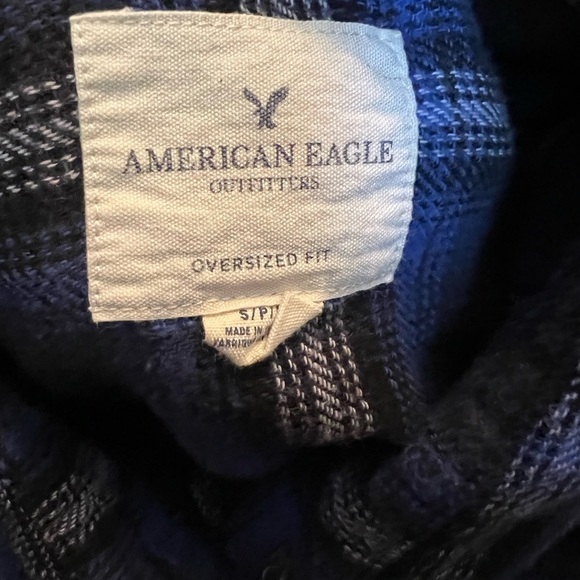 AMERICAN EAGLE
OUTFITTERS
OVERSIZED FIT
S/P/
MADE IN